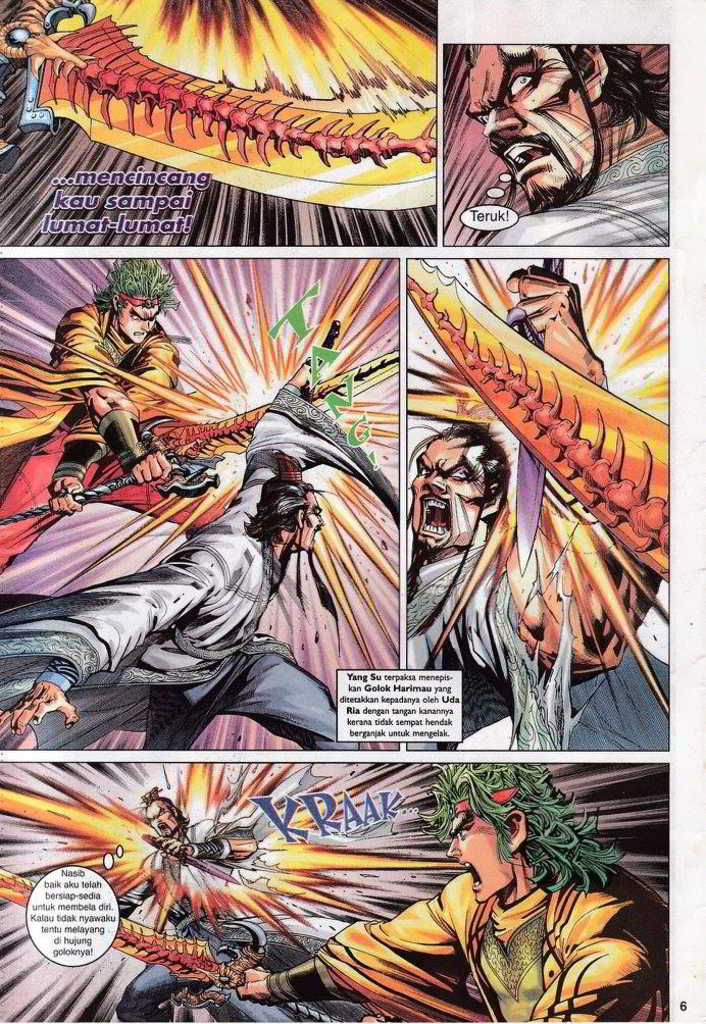 ...mencincang
kau sampai
lumat-lumat!
Teruk!
TANG!
Yang Su terpaksa menepis-
kan Golok Harimau yang
ditetakkan kepadanya oleh Uda
Ria dengan tangan kanannya
kerana tidak sempat hendak
berganjak untuk mengelak.
KRAAK...
Nasib
baik aku telah
bersiap-sedia
untuk membela diri.
Kalau tidak nyawaku
tentu melayang
di hujung
goloknya!
6